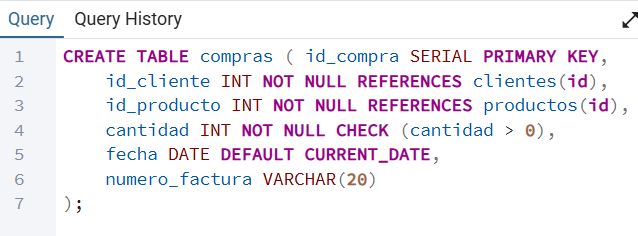 Query Query History
1 CREATE TABLE compras ( id_compra SERIAL PRIMARY KEY,
2 id_cliente INT NOT NULL REFERENCES clientes(id),
3 id_producto INT NOT NULL REFERENCES productos(id),
4 cantidad INT NOT NULL CHECK (cantidad > 0),
5 fecha DATE DEFAULT CURRENT_DATE,
6 numero_factura VARCHAR(20)
7 );